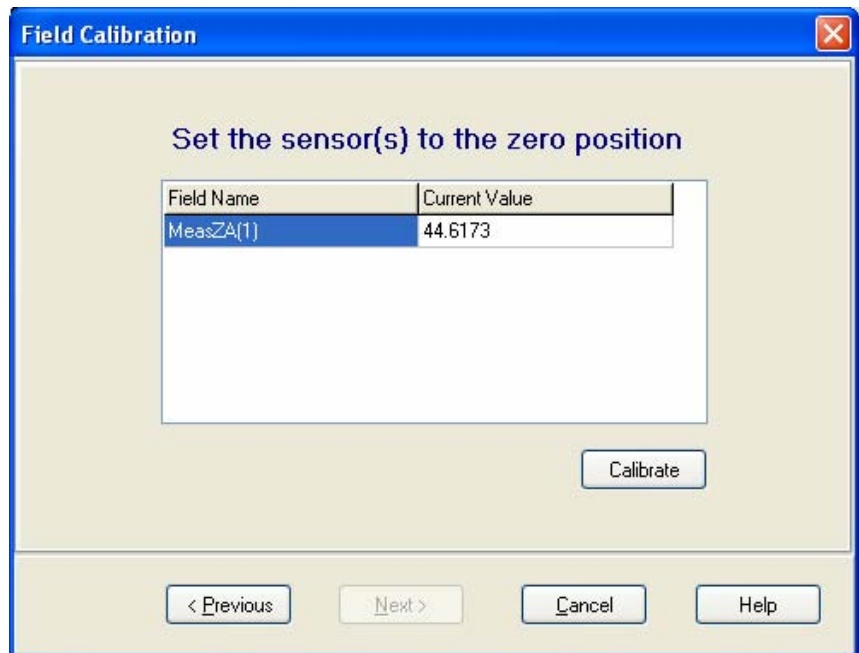 Field Calibration
Set the sensor(s) to the zero position
Field Name Current Value
MeasZA(1) 44.6173
Calibrate
< Previous Next > Cancel Help